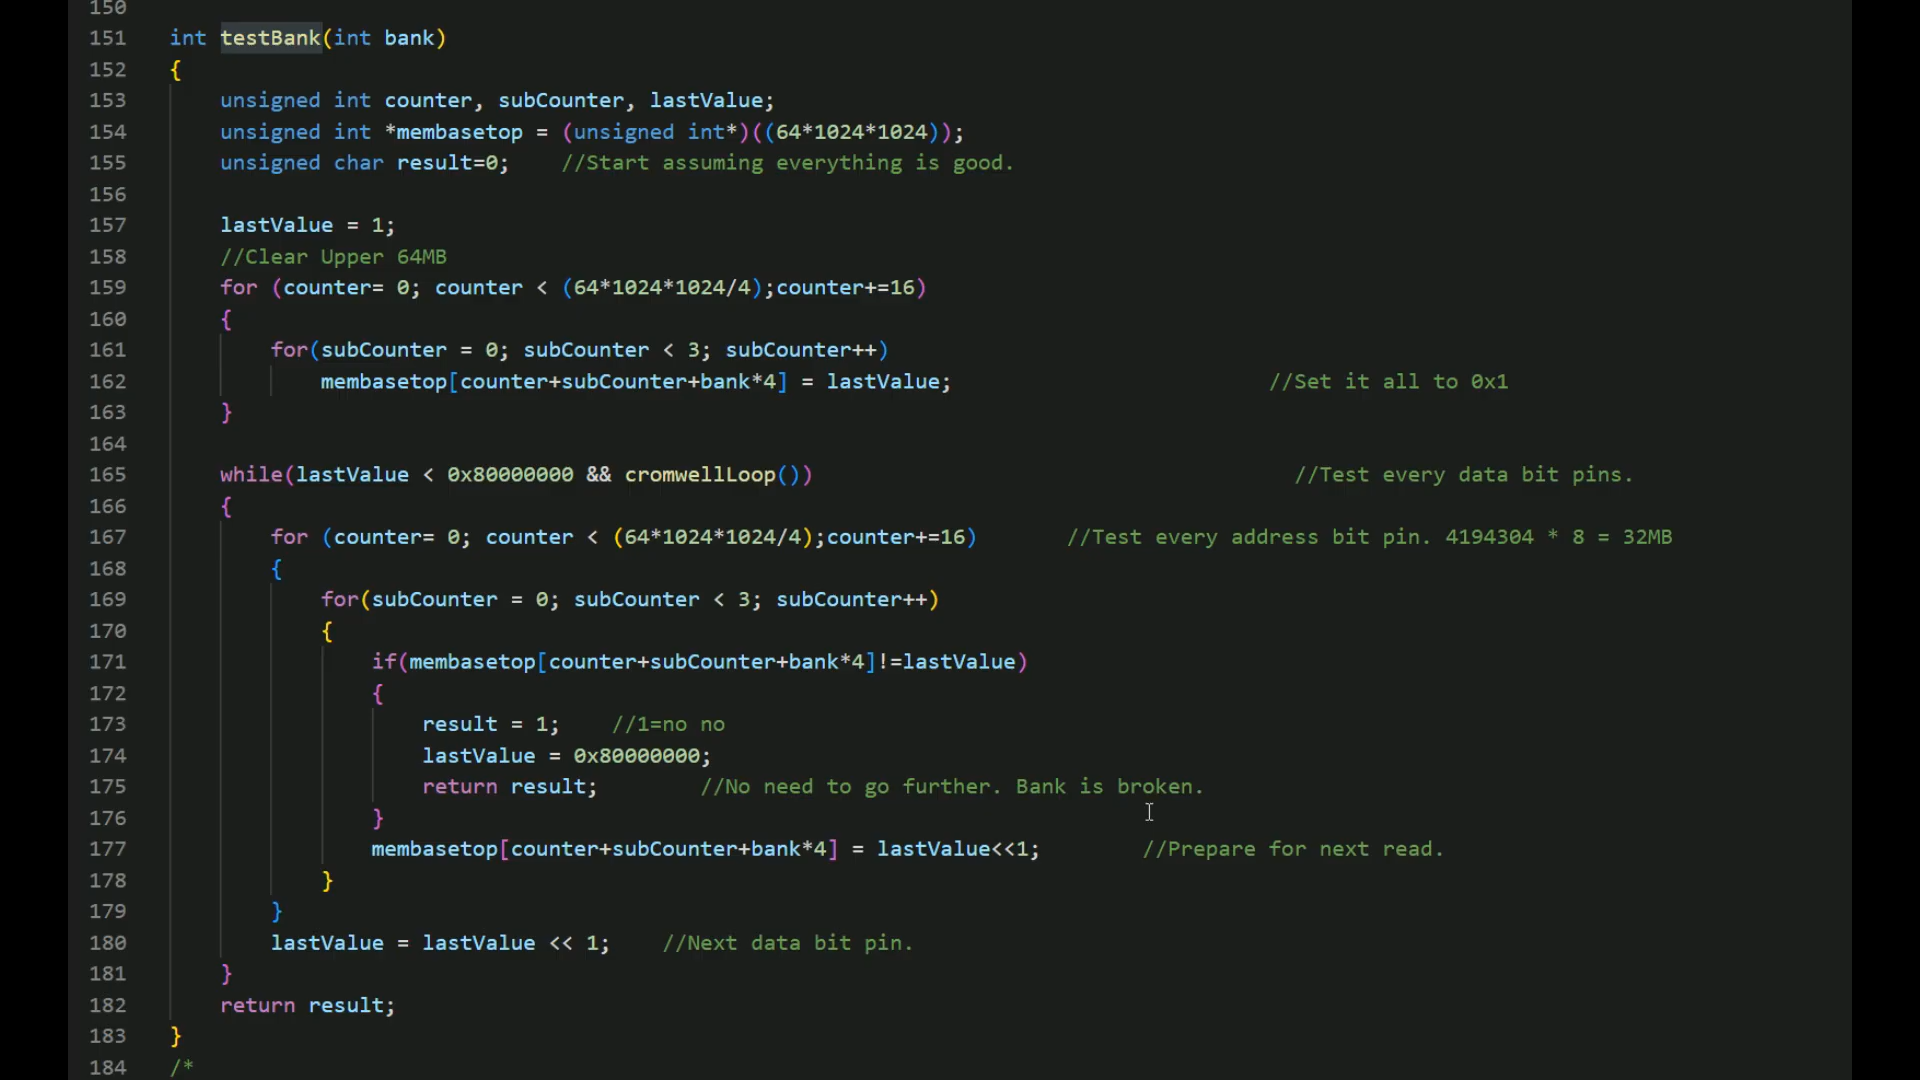 150
151 int testBank(int bank)
152 {
153 unsigned int counter, subCounter, lastValue;
154 unsigned int *membasetop = (unsigned int*)((64*1024*1024));
155 unsigned char result=0; //Start assuming everything is good.
156
157 lastValue = 1;
158 //Clear Upper 64MB
159 for (counter= 0; counter < (64*1024*1024/4);counter+=16)
160 {
161 for(subCounter = 0; subCounter < 3; subCounter++)
162 membasetop[counter+subCounter+bank*4] = lastValue; //Set it all to 0x1
163 }
164
165 while(lastValue < 0x80000000 && cromwellLoop()) //Test every data bit pins.
166 {
167 for (counter= 0; counter < (64*1024*1024/4);counter+=16) //Test every address bit pin. 4194304 * 8 = 32MB
168 {
169 for(subCounter = 0; subCounter < 3; subCounter++)
170 {
171 if(membasetop[counter+subCounter+bank*4]!=lastValue)
172 {
173 result = 1; //1=no no
174 lastValue = 0x80000000;
175 return result; //No need to go further. Bank is broken.
176 }
177 membasetop[counter+subCounter+bank*4] = lastValue<<1; //Prepare for next read.
178 }
179 }
180 lastValue = lastValue << 1; //Next data bit pin.
181 }
182 return result;
183 }
184 /*